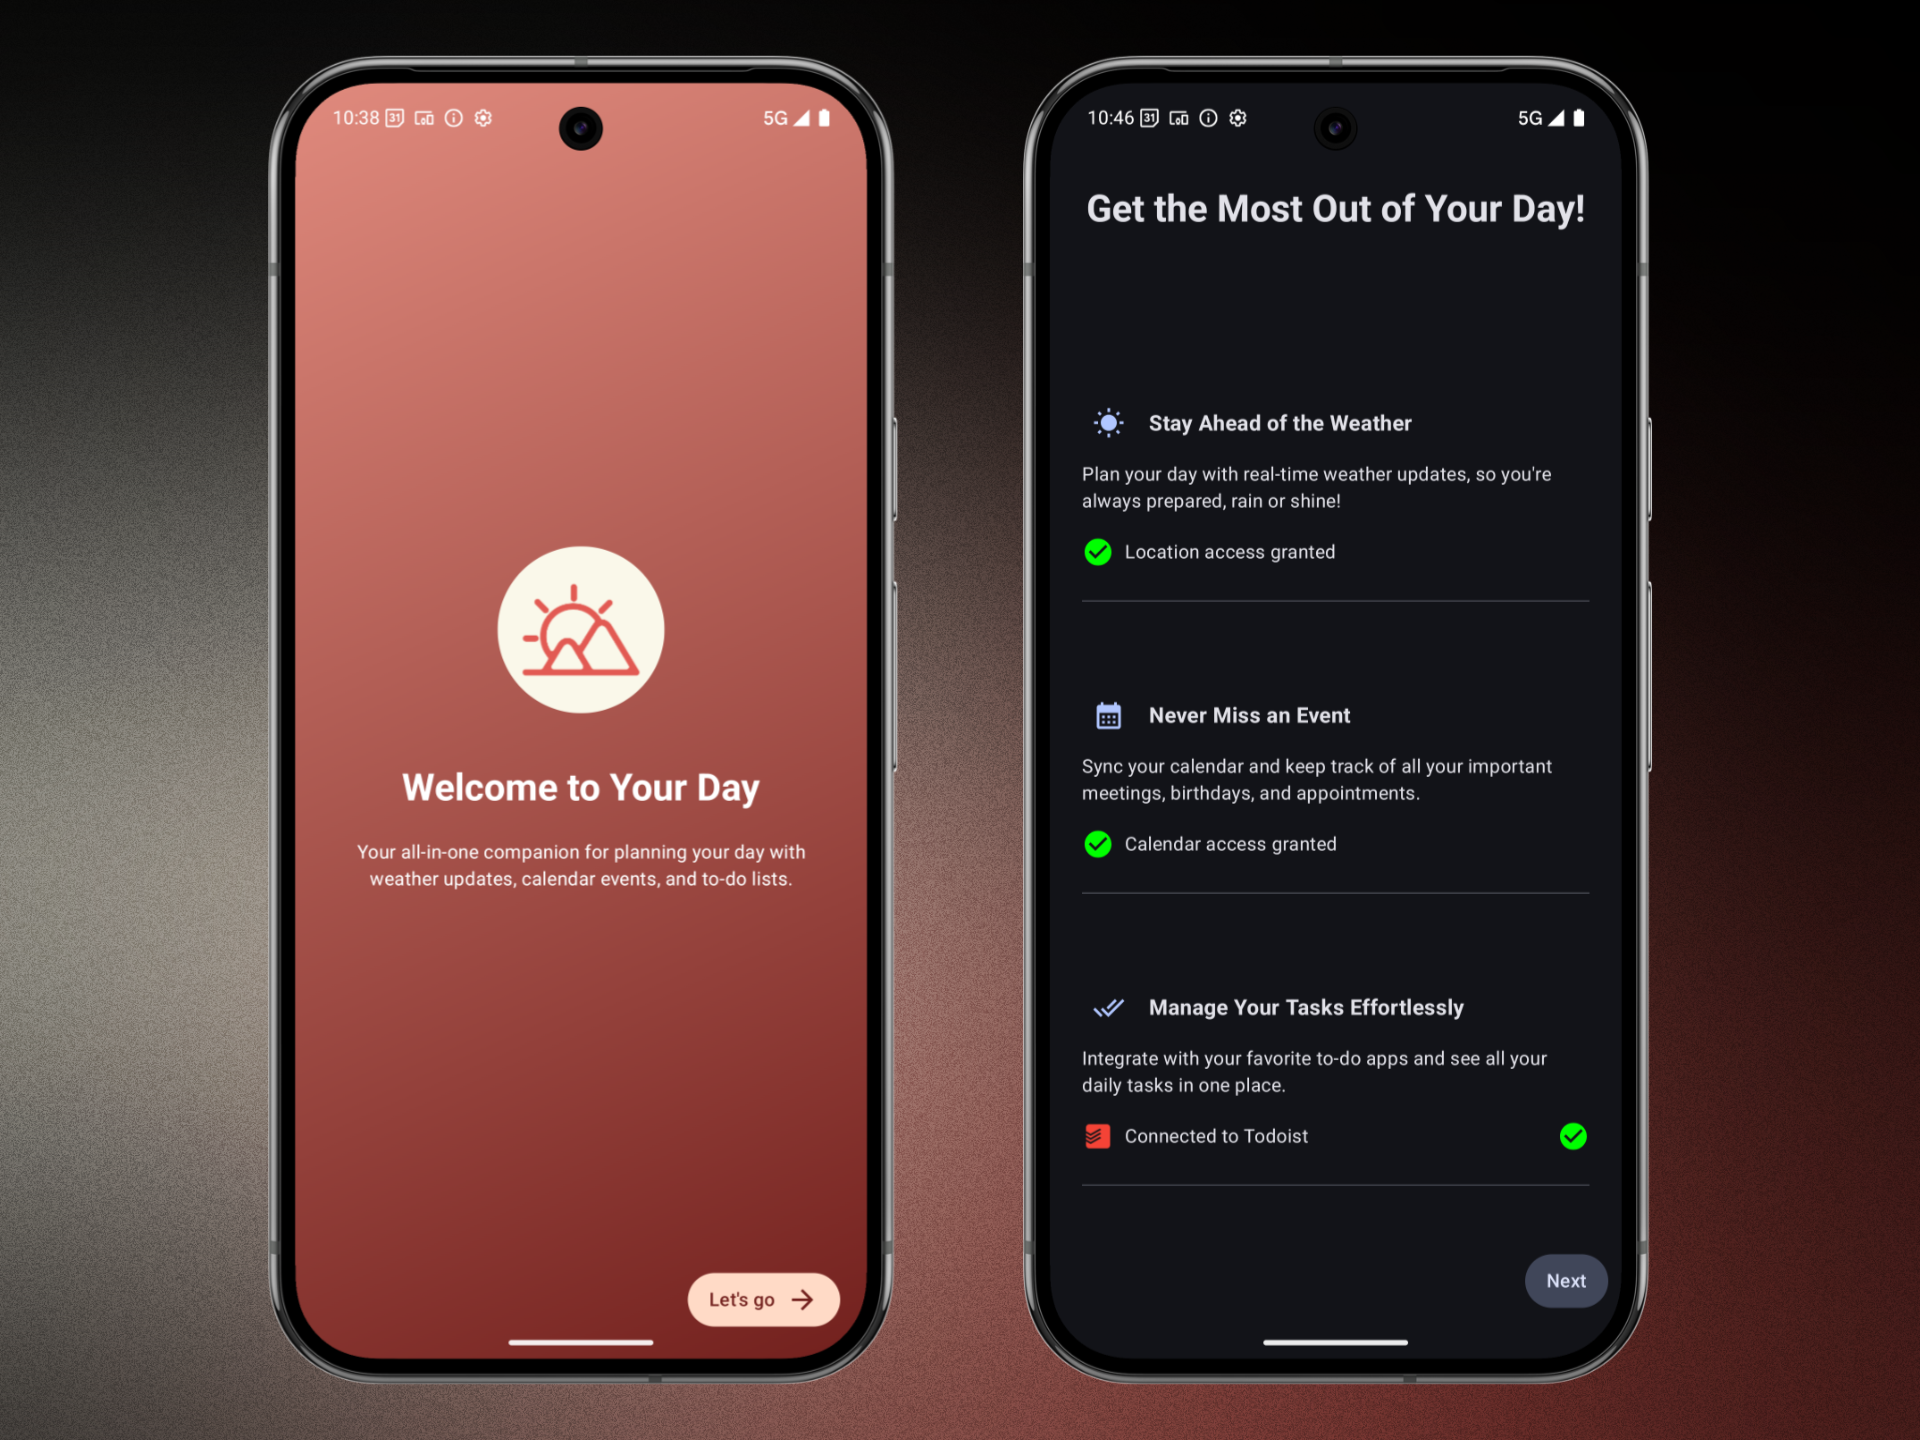 10:38 31
5G
Welcome to Your Day
Your all-in-one companion for planning your day with
weather updates, calendar events, and to-do lists.
Let's go
10:46 31
5G
Get the Most Out of Your Day!
Stay Ahead of the Weather
Plan your day with real-time weather updates, so you're
always prepared, rain or shine!
Location access granted
Never Miss an Event
Sync your calendar and keep track of all your important
meetings, birthdays, and appointments.
Calendar access granted
Manage Your Tasks Effortlessly
Integrate with your favorite to-do apps and see all your
daily tasks in one place.
Connected to Todoist
Next